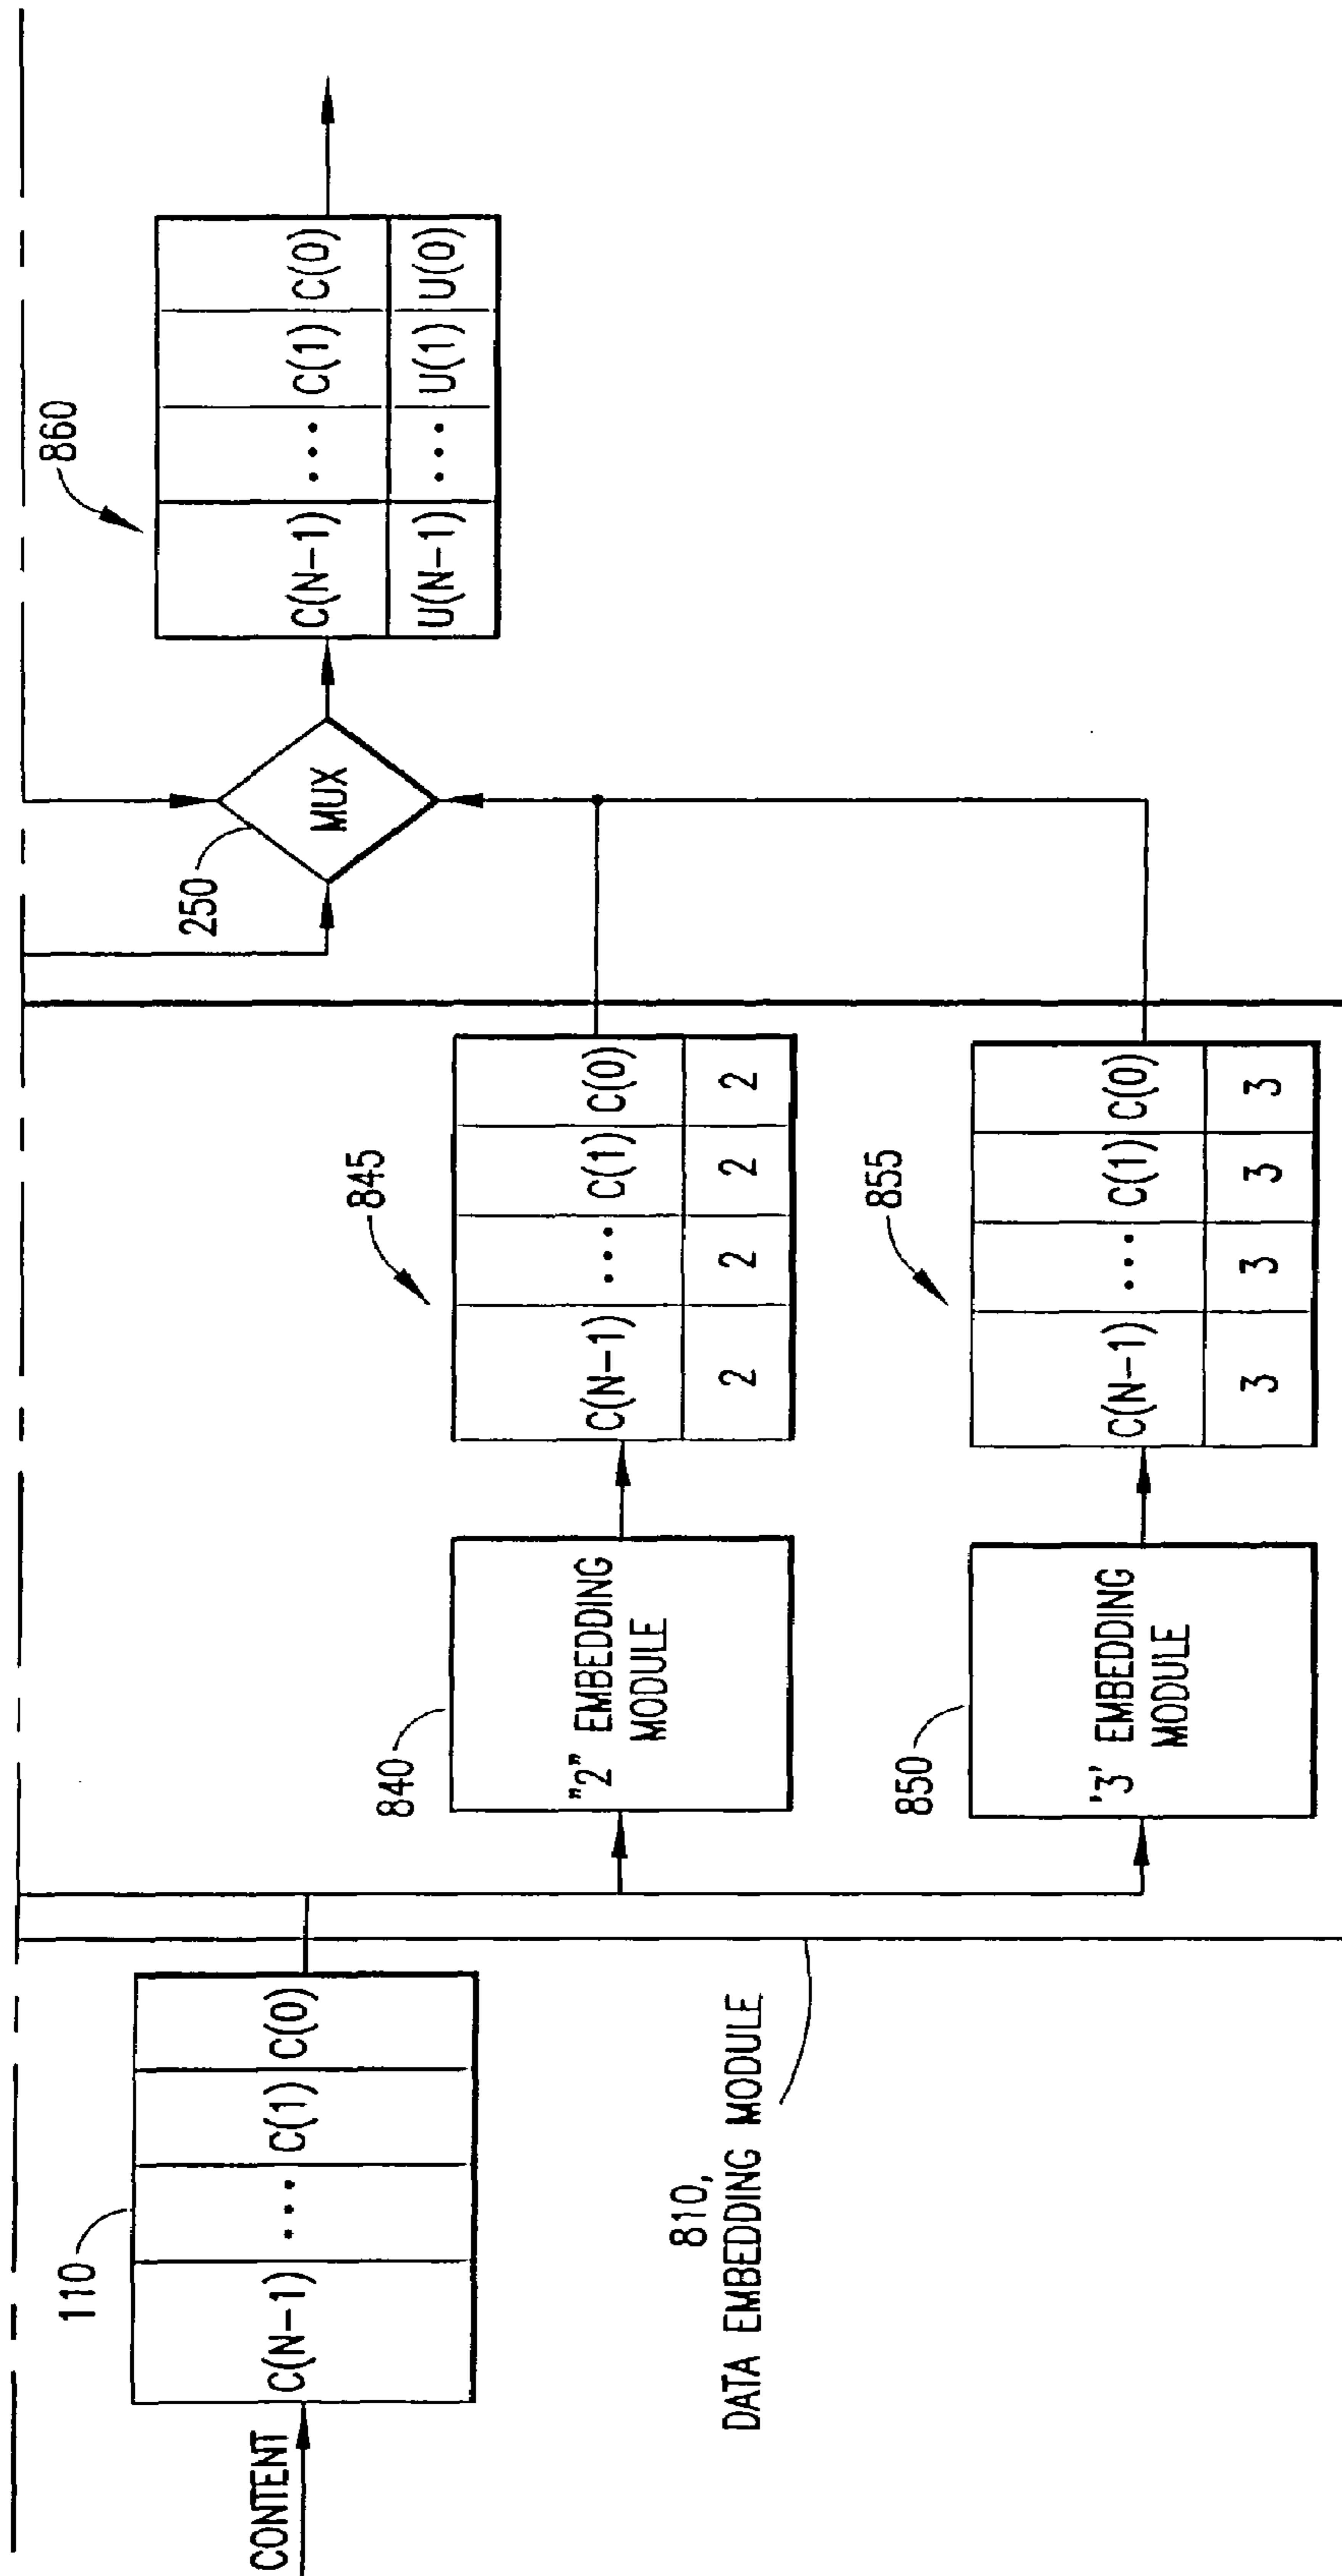 860
C(N-1) ... C(1) C(0)
U(N-1) ... U(1) U(0)
250
MUX
110
C(N-1) ... C(1) C(0)
CONTENT
845
C(N-1) ... C(1) C(0)
2 2 2 2
840
"2" EMBEDDING
MODULE
855
C(N-1) ... C(1) C(0)
3 3 3 3
850
'3' EMBEDDING
MODULE
810,
DATA EMBEDDING MODULE